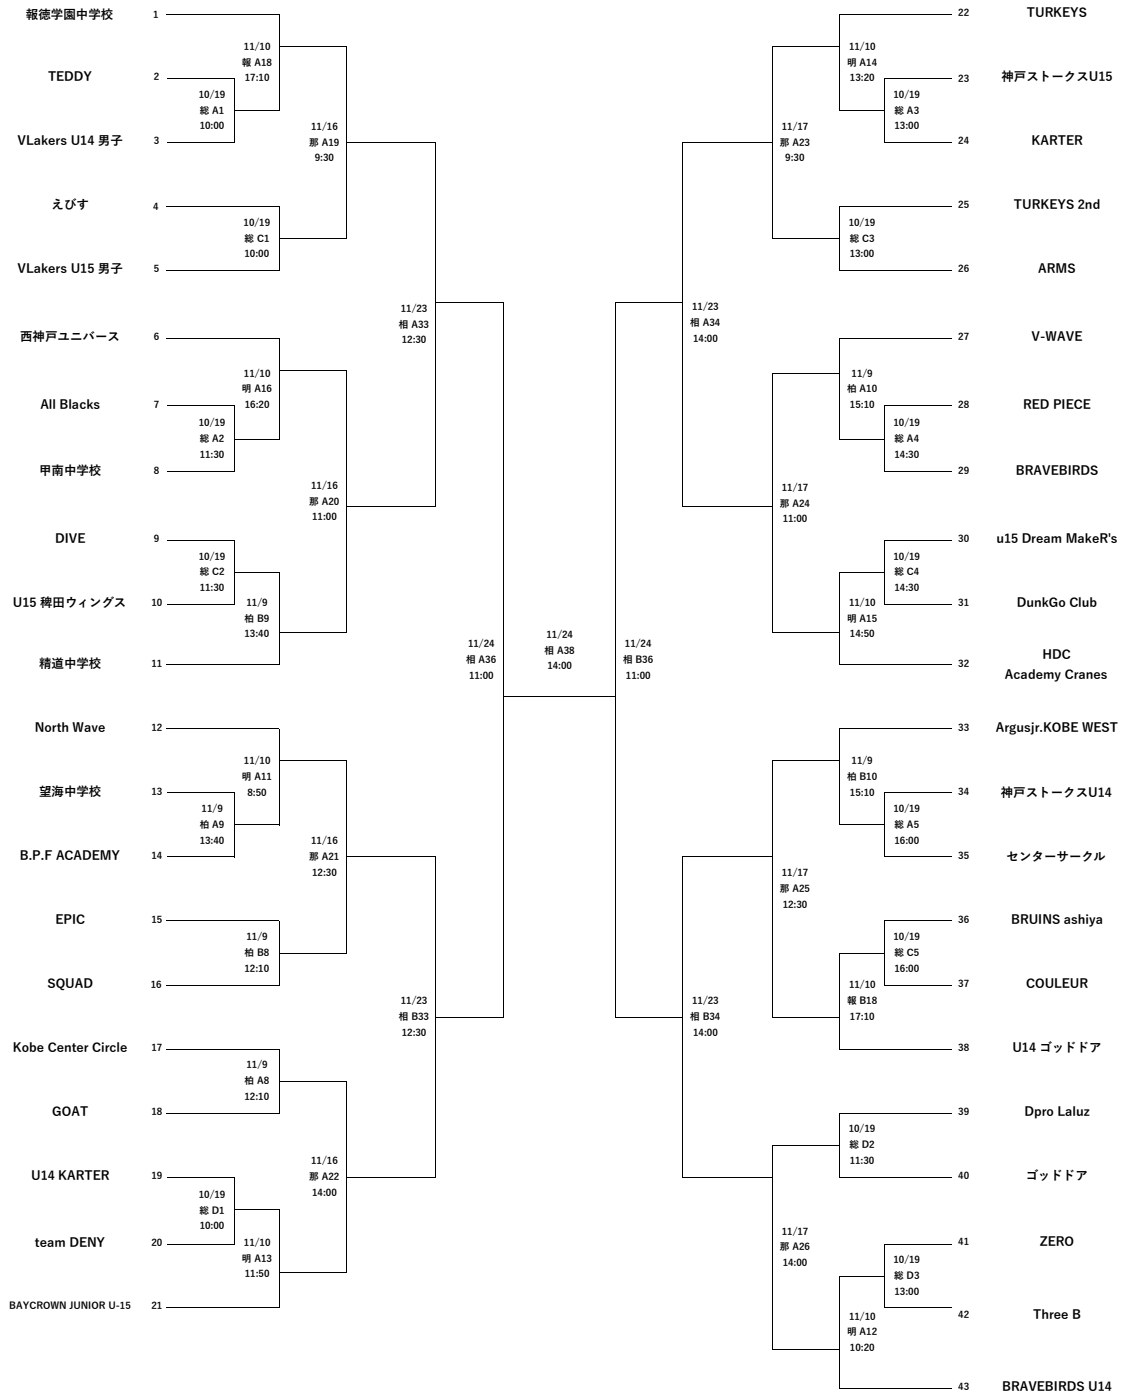 報徳学園中学校 1
11/10
報 A18
17:10
TEDDY 2
10/19
総 A1
10:00
VLakers U14 男子 3
11/16
那 A19
9:30
えびす 4
10/19
総 C1
10:00
VLakers U15 男子 5
11/23
相 A33
12:30
西神戸ユニバース 6
11/10
明 A16
16:20
All Blacks 7
10/19
総 A2
11:30
甲南中学校 8
11/16
那 A20
11:00
DIVE 9
10/19
総 C2
11:30
U15 稗田ウィングス 10
11/9
柏 B9
13:40
精道中学校 11
11/24
相 A36
11:00
North Wave 12
11/10
明 A11
8:50
望海中学校 13
11/9
柏 A9
13:40
B.P.F ACADEMY 14
11/16
那 A21
12:30
EPIC 15
11/9
柏 B8
12:10
SQUAD 16
11/23
相 B33
12:30
Kobe Center Circle 17
11/9
柏 A8
12:10
GOAT 18
11/16
那 A22
14:00
U14 KARTER 19
10/19
総 D1
10:00
team DENY 20
11/10
明 A13
11:50
BAYCROWN JUNIOR U-15 21
11/24
相 A38
14:00
22 TURKEYS
11/10
明 A14
13:20
23 神戸ストークスU15
10/19
総 A3
13:00
24 KARTER
11/17
那 A23
9:30
25 TURKEYS 2nd
10/19
総 C3
13:00
26 ARMS
11/23
相 A34
14:00
27 V-WAVE
11/9
柏 A10
15:10
28 RED PIECE
10/19
総 A4
14:30
29 BRAVEBIRDS
11/17
那 A24
11:00
30 u15 Dream MakeR's
10/19
総 C4
14:30
31 DunkGo Club
11/10
明 A15
14:50
32 HDC
Academy Cranes
11/24
相 B36
11:00
33 Argusjr.KOBE WEST
11/9
柏 B10
15:10
34 神戸ストークスU14
10/19
総 A5
16:00
35 センターサークル
11/17
那 A25
12:30
36 BRUINS ashiya
10/19
総 C5
16:00
37 COULEUR
11/10
報 B18
17:10
38 U14 ゴッドドア
11/23
相 B34
14:00
39 Dpro Laluz
10/19
総 D2
11:30
40 ゴッドドア
11/17
那 A26
14:00
41 ZERO
10/19
総 D3
13:00
42 Three B
11/10
明 A12
10:20
43 BRAVEBIRDS U14